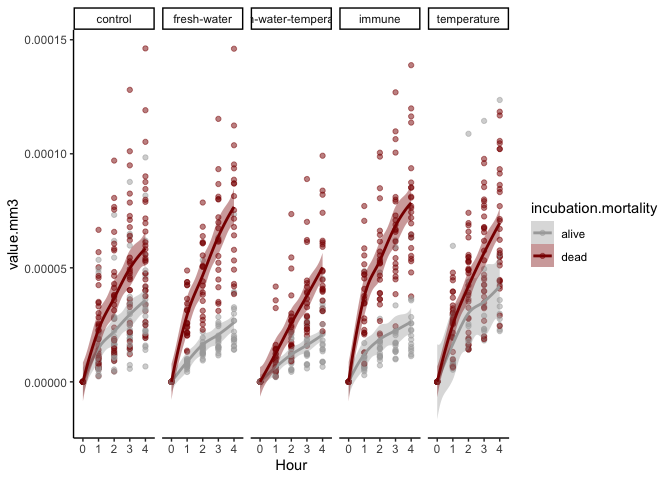 control fresh-water n-water-tempera immune temperature
0.00015
0.00010
0.00005
0.00000
value.mm3
0 1 2 3 4 0 1 2 3 4 0 1 2 3 4 0 1 2 3 4 0 1 2 3 4
Hour
incubation.mortality
alive
dead